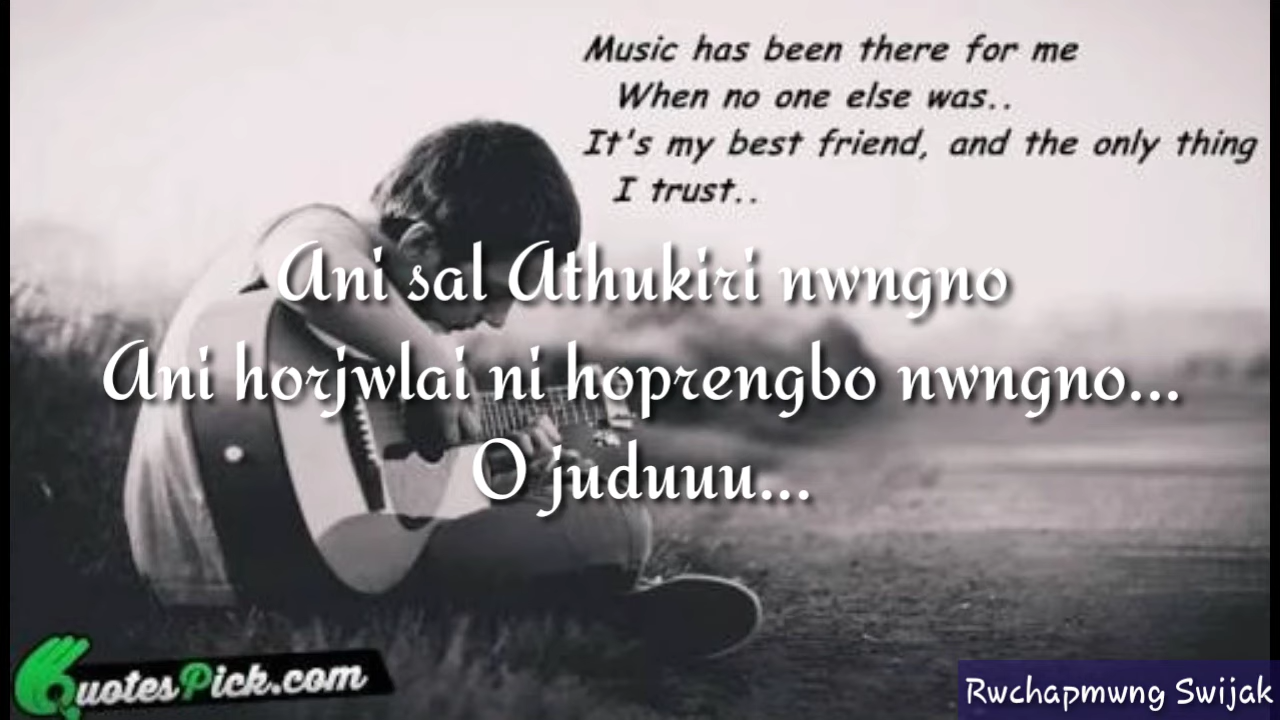 Music has been there for me
When no one else was..
It's my best friend, and the only thing
I trust..
Ani sal Athukiri nwngno
Ani horjwlai ni hoprengbo nwngno...
O juduuu...
QuotesPick.com
Rwchapmwng Swijak